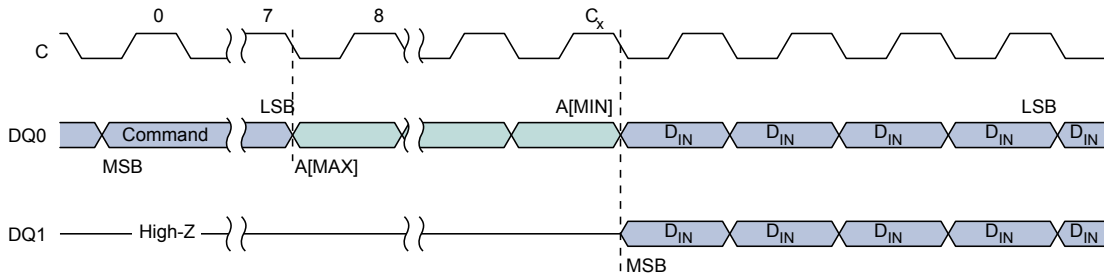 0 7 8 Cx
C
LSB A[MIN] LSB
DQ0 Command DIN DIN DIN DIN DIN
MSB A[MAX]
DQ1 High-Z DIN DIN DIN DIN DIN
MSB